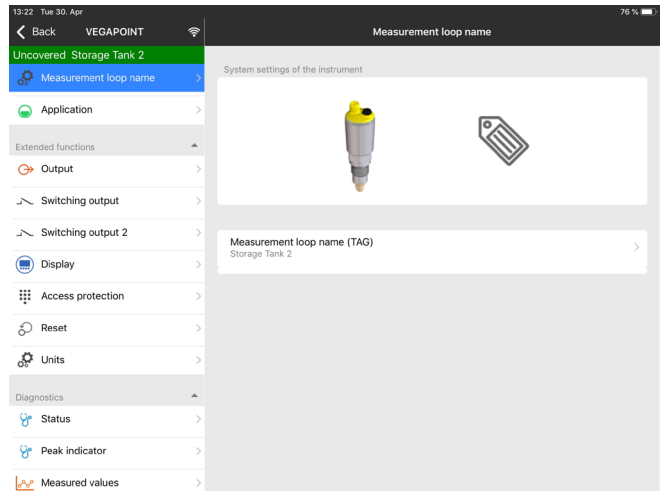 13:22 Tue 30. Apr
76 %
Back VEGAPOINT
Measurement loop name
Uncovered Storage Tank 2
Measurement loop name
Application
Extended functions
Output
Switching output
Switching output 2
Display
Access protection
Reset
Units
Diagnostics
Status
Peak indicator
Measured values
System settings of the instrument
Measurement loop name (TAG)
Storage Tank 2